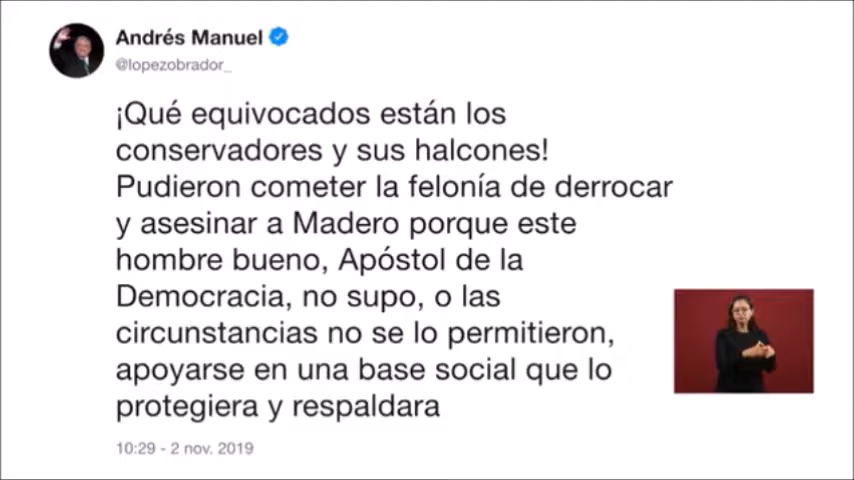 Andrés Manuel
@lopezobrador_
¡Qué equivocados están los
conservadores y sus halcones!
Pudieron cometer la felonía de derrocar
y asesinar a Madero porque este
hombre bueno, Apóstol de la
Democracia, no supo, o las
circunstancias no se lo permitieron,
apoyarse en una base social que lo
protegiera y respaldara
10:29 - 2 nov. 2019